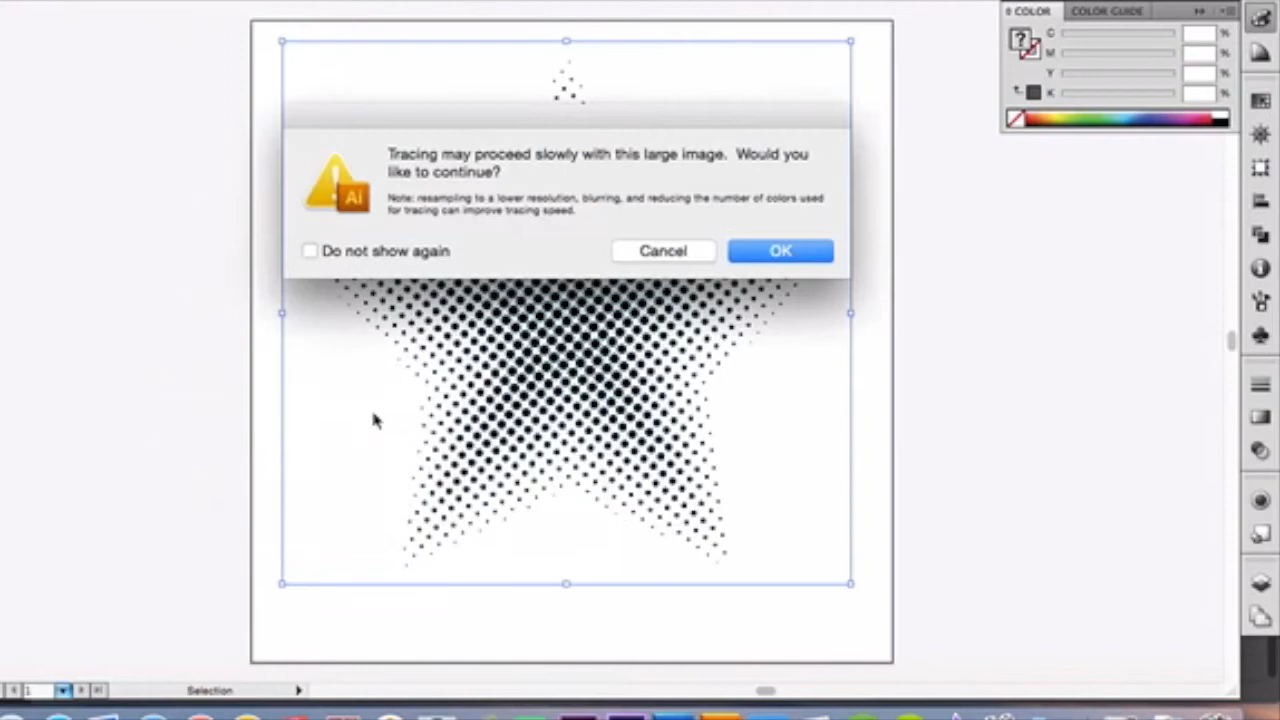 COLOR
COLOR GUIDE
?
C %
M %
Y %
K %
Tracing may proceed slowly with this large image. Would you
like to continue?
Note: resampling to a lower resolution, blurring, and reducing the number of colors used
for tracing can improve tracing speed.
Ai
Do not show again
Cancel
OK
1
Selection